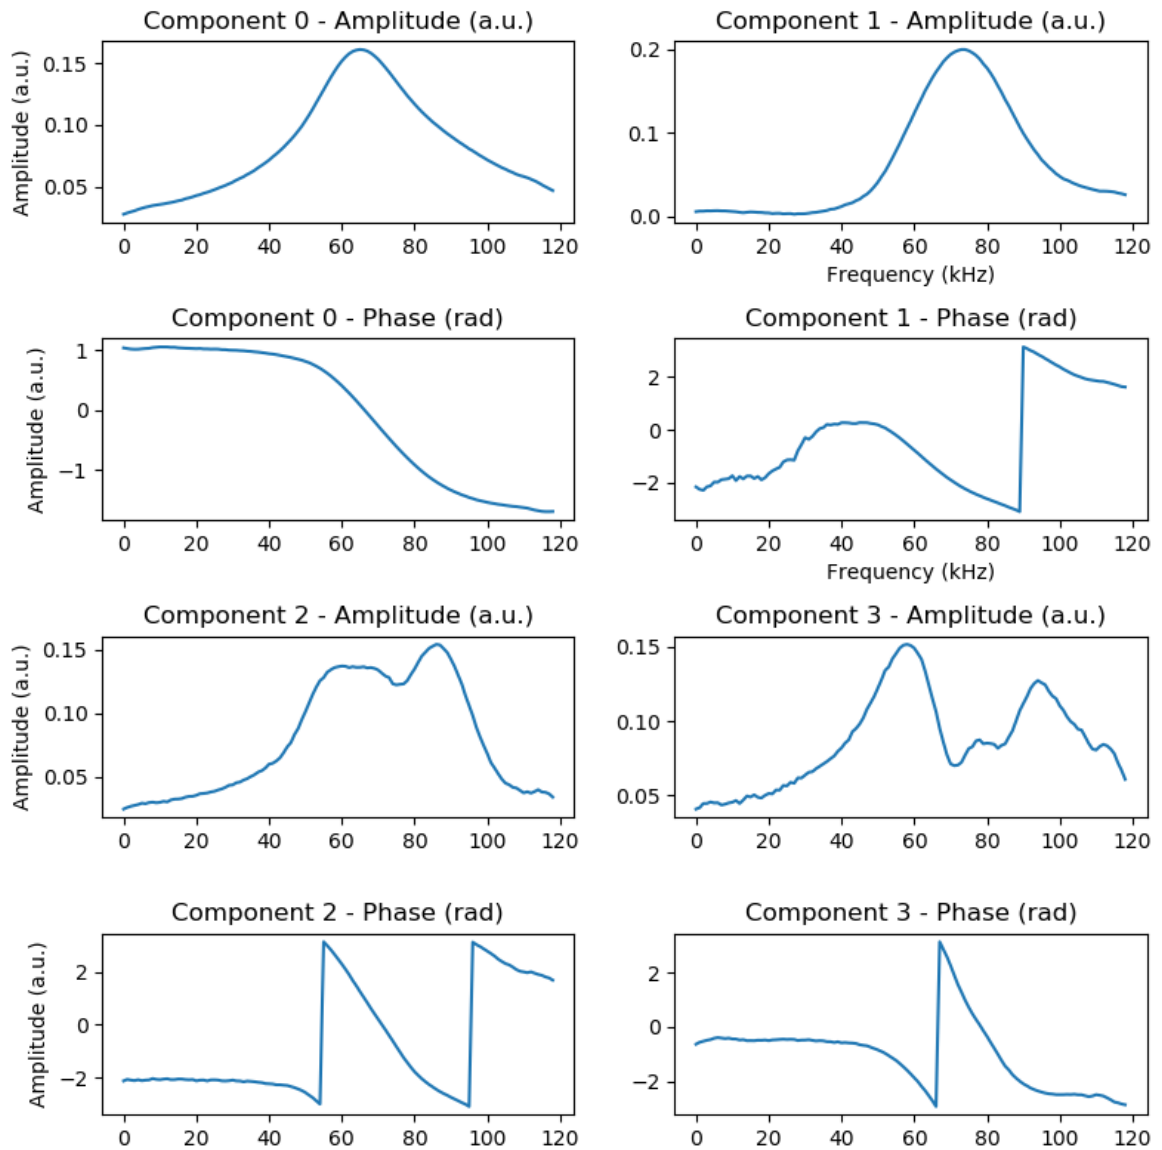 Component 0 - Amplitude (a.u.)
Amplitude (a.u.)
0.15
0.10
0.05
0 20 40 60 80 100 120
Component 1 - Amplitude (a.u.)
0.2
0.1
0.0
0 20 40 60 80 100 120
Frequency (kHz)
Component 0 - Phase (rad)
Amplitude (a.u.)
1
0
−1
0 20 40 60 80 100 120
Component 1 - Phase (rad)
2
0
−2
0 20 40 60 80 100 120
Frequency (kHz)
Component 2 - Amplitude (a.u.)
Amplitude (a.u.)
0.15
0.10
0.05
0 20 40 60 80 100 120
Component 3 - Amplitude (a.u.)
0.15
0.10
0.05
0 20 40 60 80 100 120
Component 2 - Phase (rad)
Amplitude (a.u.)
2
0
−2
0 20 40 60 80 100 120
Component 3 - Phase (rad)
2
0
−2
0 20 40 60 80 100 120